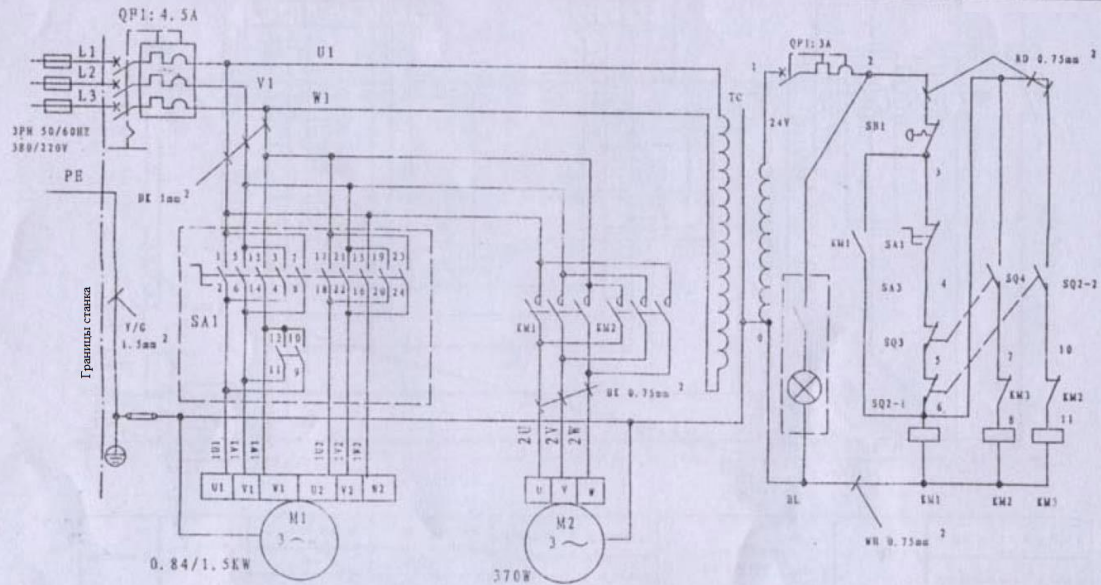 QF1: 4.5A
L1
L2
L3
3PH 50/60HZ
380/220V
PE
U1
V1
W1
BK 1mm²
Границы станка
Y/G
1.5mm²
SA1
1 5 13 3 7
2 6 14 4 8
21 15 19 23
18 22 16 20 24
12 10
11 9
1U1
1V1
1W1
1U2
1V2
1W2
U1 V1 W1 U2 V2 W2
M1
3 ~
0.84/1.5KW
KM1
KM2
BK 0.75mm²
2U
2V
2W
U V W
M2
3 ~
370W
TC
1
QF1: 3A
2
RD 0.75mm²
24V
0
SB1
3
KM1
SA1
SA3
4
SQ4
SQ2-2
SQ3
5
7
10
SQ2-1
6
KM3
8
KM2
11
KM1
KM2
KM3
WH 0.75mm²